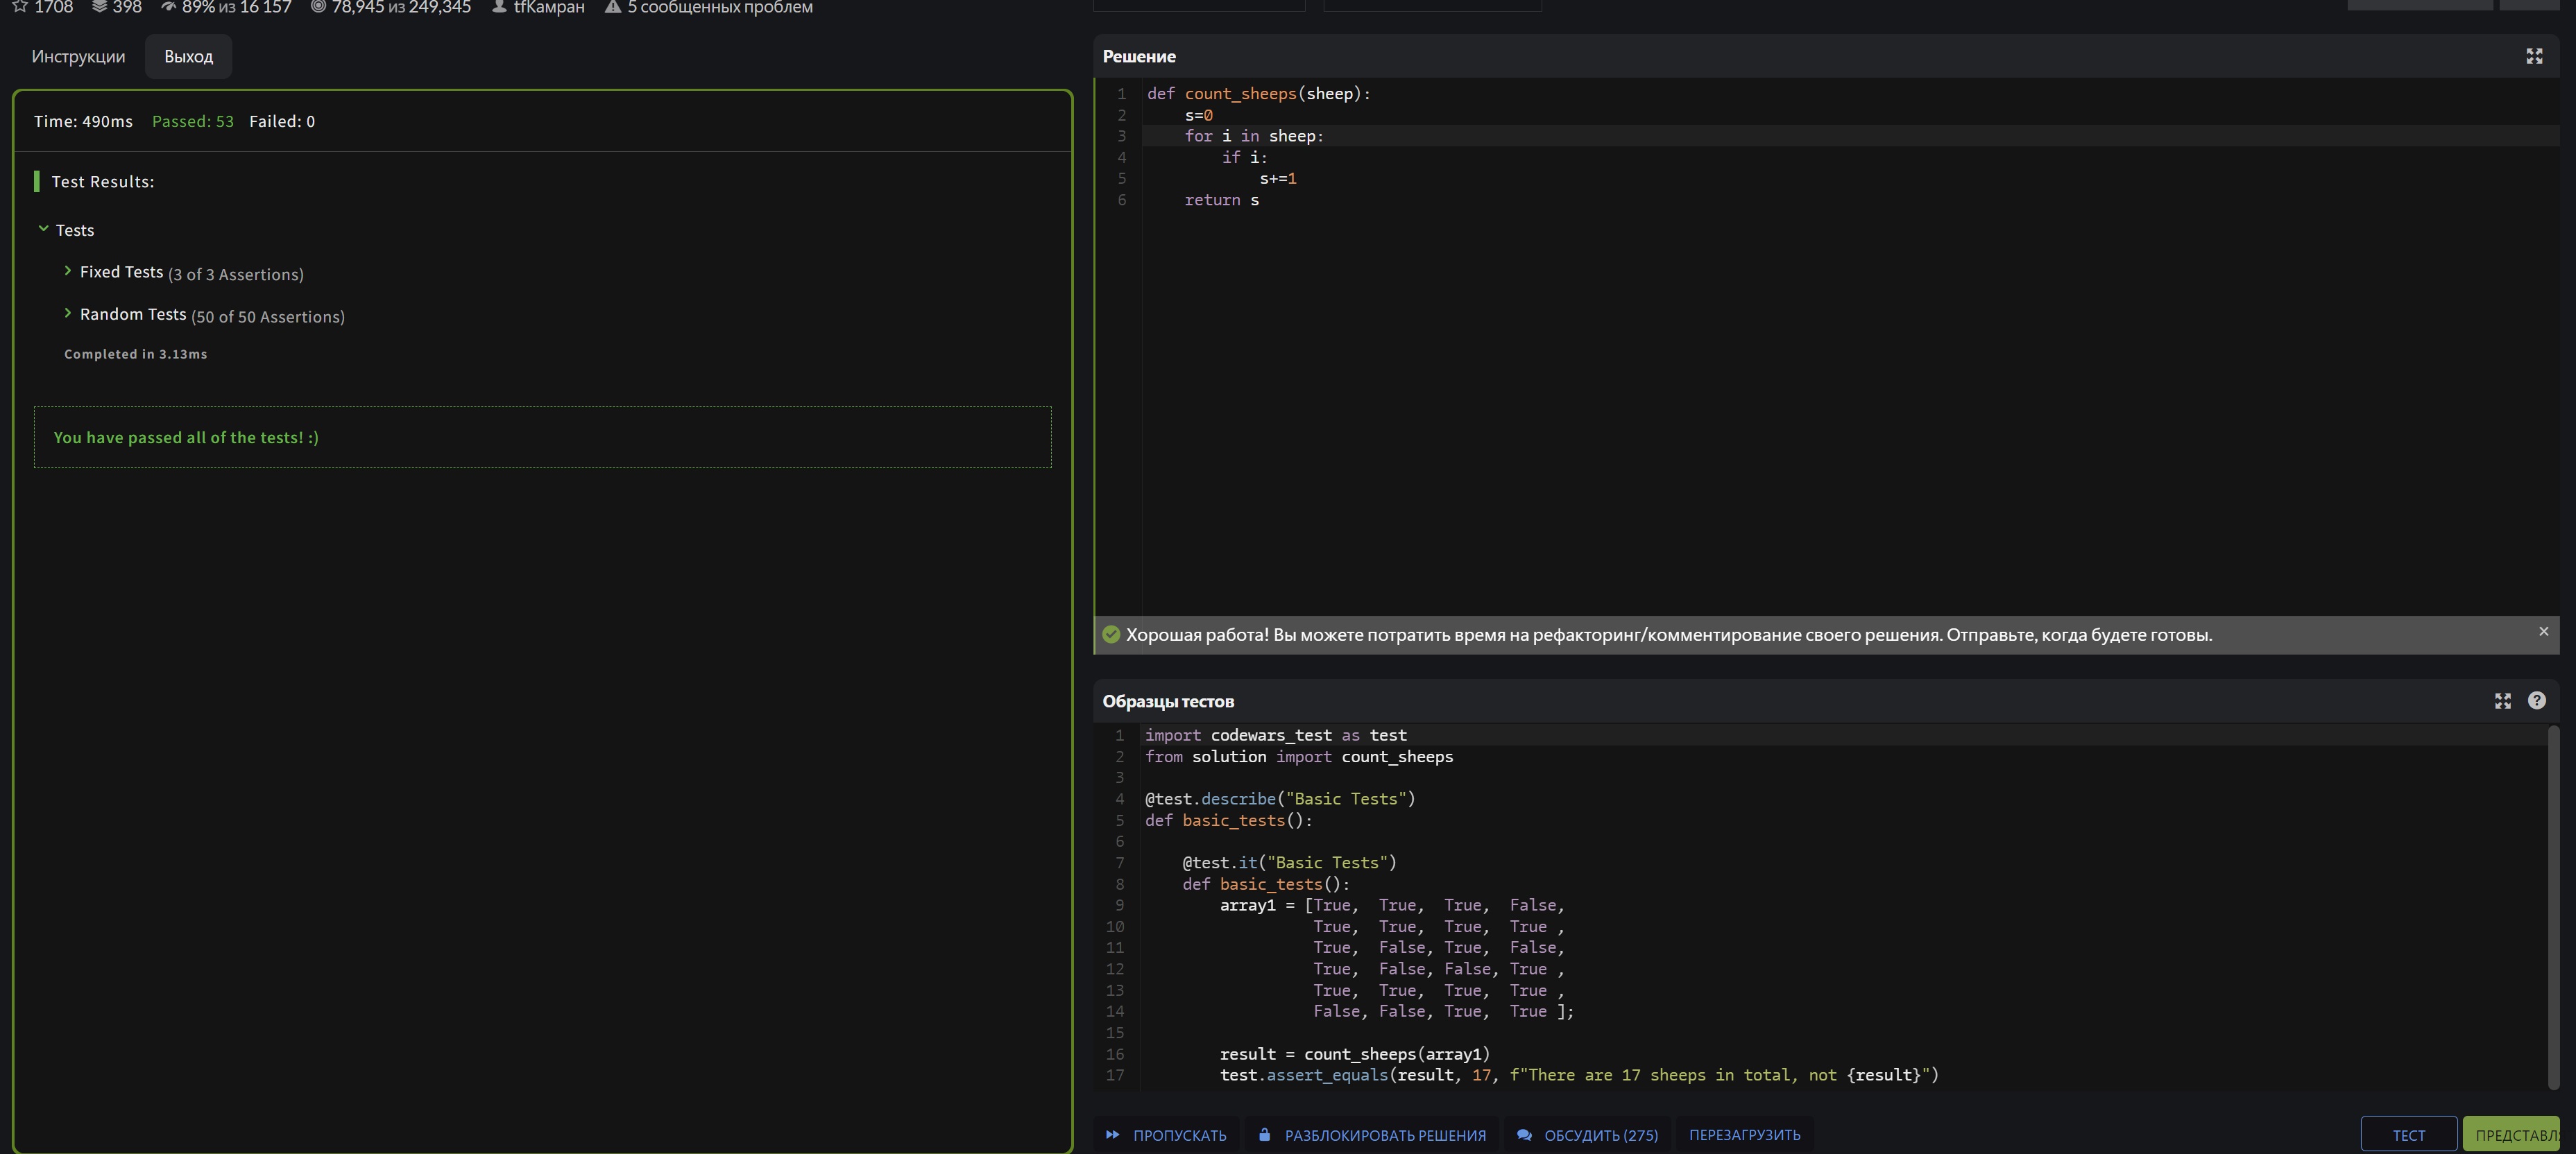 1708 398 89% из 16 157 78,945 из 249,345 tfКамран 5 сообщенных проблем
Инструкции Выход
Time: 490ms Passed: 53 Failed: 0
Test Results:
Tests
Fixed Tests (3 of 3 Assertions)
Random Tests (50 of 50 Assertions)
Completed in 3.13ms
You have passed all of the tests! :)
Решение
1 def count_sheeps(sheep):
2     s=0
3     for i in sheep:
4         if i:
5             s+=1
6     return s
Хорошая работа! Вы можете потратить время на рефакторинг/комментирование своего решения. Отправьте, когда будете готовы.
Образцы тестов
1 import codewars_test as test
2 from solution import count_sheeps
3
4 @test.describe("Basic Tests")
5 def basic_tests():
6
7     @test.it("Basic Tests")
8     def basic_tests():
9         array1 = [True,  True,  True,  False,
10                   True,  True,  True,  True ,
11                   True,  False, True,  False,
12                   True,  False, False, True ,
13                   True,  True,  True,  True ,
14                   False, False, True,  True ];
15
16         result = count_sheeps(array1)
17         test.assert_equals(result, 17, f"There are 17 sheeps in total, not {result}")
ПРОПУСКАТЬ РАЗБЛОКИРОВАТЬ РЕШЕНИЯ ОБСУДИТЬ (275) ПЕРЕЗАГРУЗИТЬ ТЕСТ ПРЕДСТАВЛ